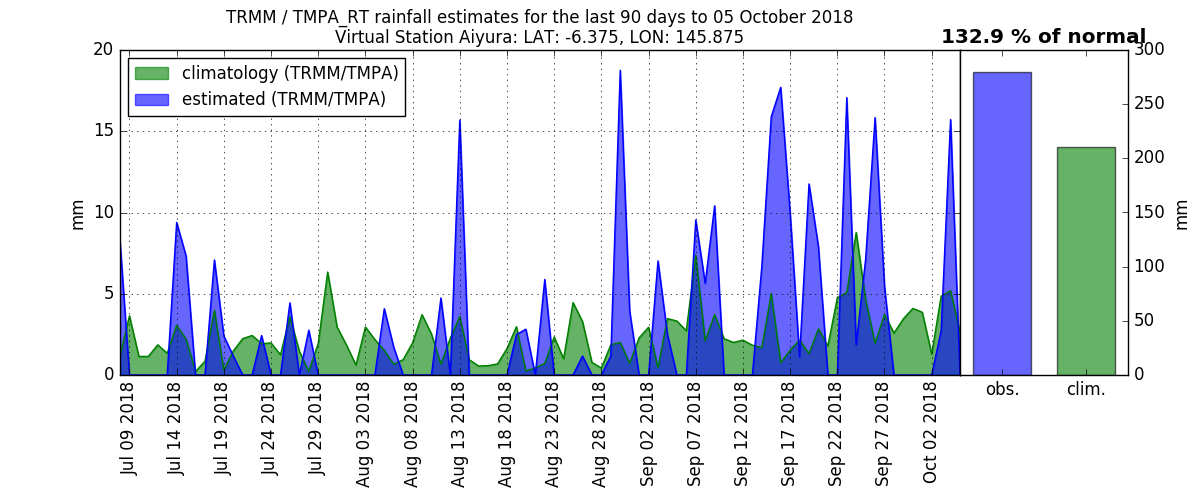 TRMM / TMPA_RT rainfall estimates for the last 90 days to 05 October 2018
Virtual Station Aiyura: LAT: -6.375, LON: 145.875
132.9 % of normal
climatology (TRMM/TMPA)
estimated (TRMM/TMPA)
mm
20
15
10
5
0
Jul 09 2018
Jul 14 2018
Jul 19 2018
Jul 24 2018
Jul 29 2018
Aug 03 2018
Aug 08 2018
Aug 13 2018
Aug 18 2018
Aug 23 2018
Aug 28 2018
Sep 02 2018
Sep 07 2018
Sep 12 2018
Sep 17 2018
Sep 22 2018
Sep 27 2018
Oct 02 2018
obs.
clim.
300
250
200
150
100
50
0
mm